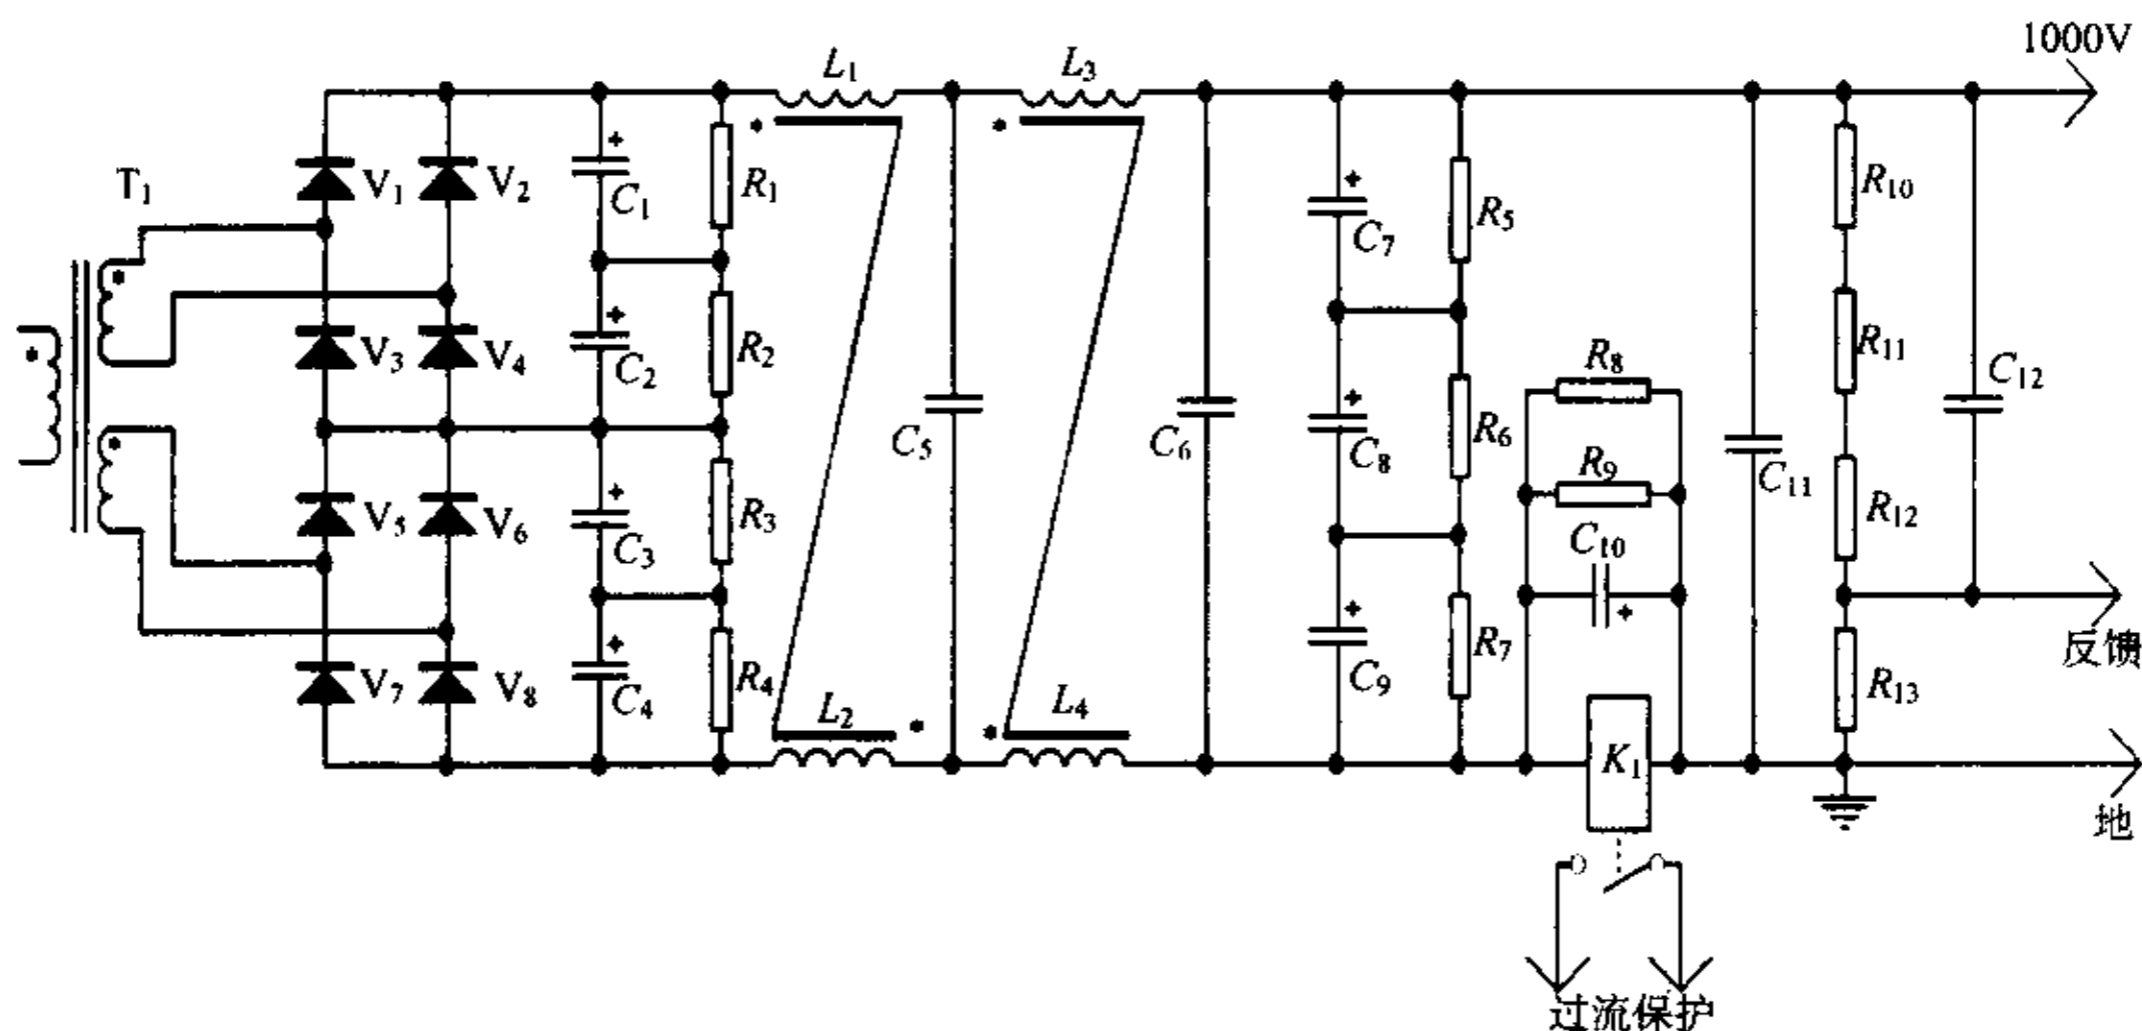 1000V
L₁
L₃
T₁
V₁
V₂
C₁
R₁
C₇
R₅
R₁₀
V₃
V₄
C₂
R₂
R₈
R₁₁
C₁₂
C₅
C₆
C₈
R₆
R₉
C₁₁
V₅
V₆
C₃
R₃
C₁₀
R₁₂
反馈
V₇
V₈
C₄
R₄
L₂
L₄
C₉
R₇
R₁₃
K₁
地
过流保护